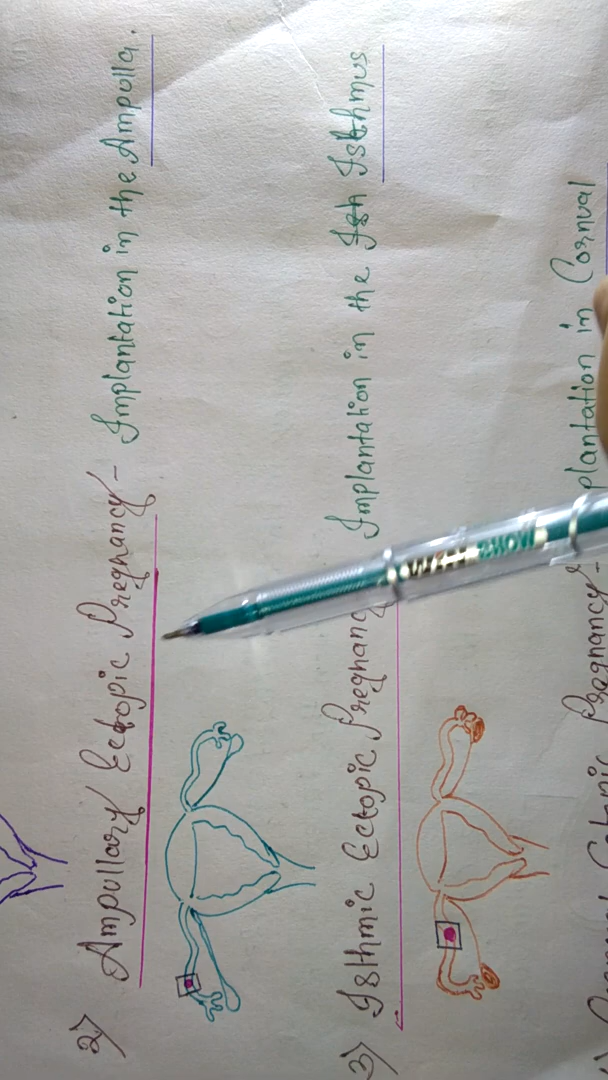 2) Ampullary Ectopic Pregnancy - Implantation in the Ampulla.
3) Isthmic Ectopic Pregnanc Implantation in the Isthmus
Pregnancy - plantation in Cornual